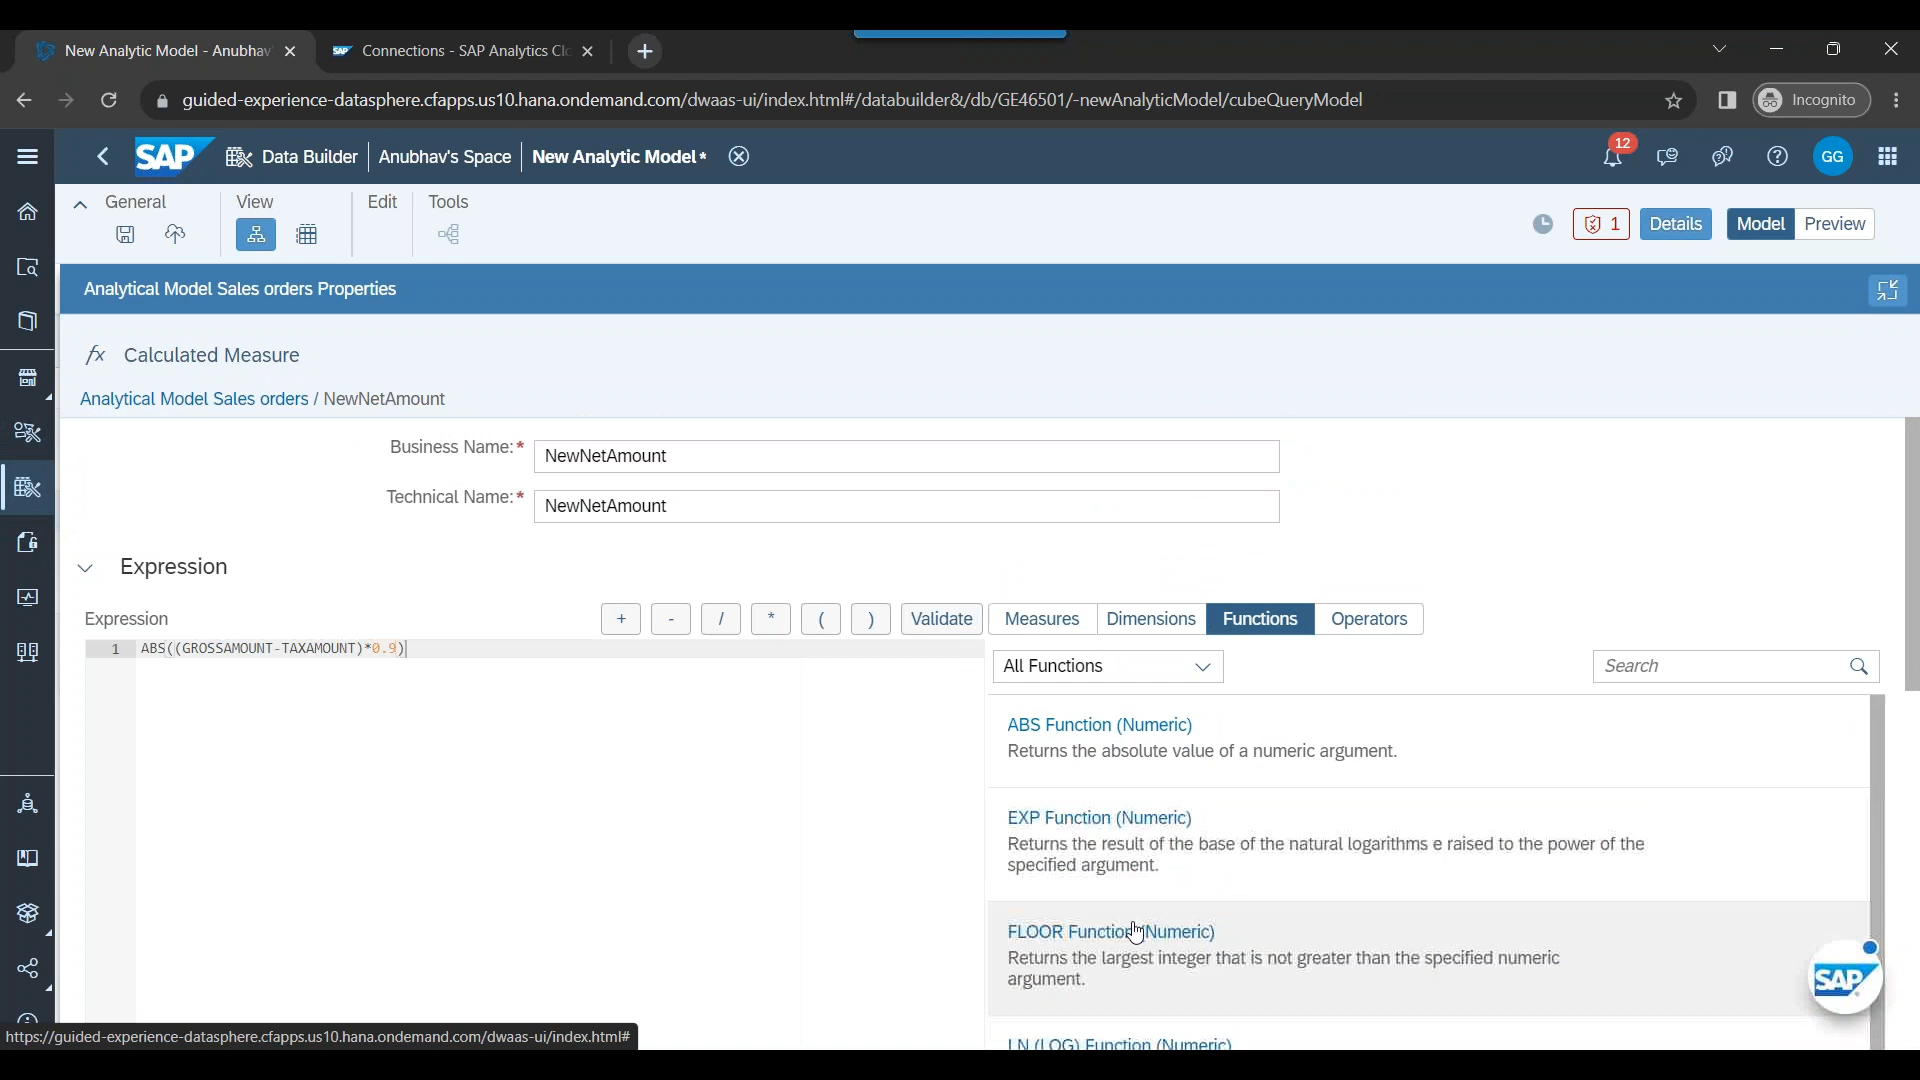 New Analytic Model - Anubhav
SAP Connections - SAP Analytics Clo
guided-experience-datasphere.cfapps.us10.hana.ondemand.com/dwaas-ui/index.html#/databuilder&/db/GE46501/-newAnalyticModel/cubeQueryModel
Incognito
SAP Data Builder Anubhav's Space New Analytic Model*
12
GG
General View Edit Tools
1 Details Model Preview
Analytical Model Sales orders Properties
fx Calculated Measure
Analytical Model Sales orders / NewNetAmount
Business Name:* NewNetAmount
Technical Name:* NewNetAmount
Expression
Expression + - / * ( ) Validate Measures Dimensions Functions Operators
1 ABS((GROSSAMOUNT-TAXAMOUNT)*0.9)
All Functions Search
ABS Function (Numeric)
Returns the absolute value of a numeric argument.
EXP Function (Numeric)
Returns the result of the base of the natural logarithms e raised to the power of the
specified argument.
FLOOR Function (Numeric)
Returns the largest integer that is not greater than the specified numeric
argument.
SAP
LN (LOG) Function (Numeric)
https://guided-experience-datasphere.cfapps.us10.hana.ondemand.com/dwaas-ui/index.html#